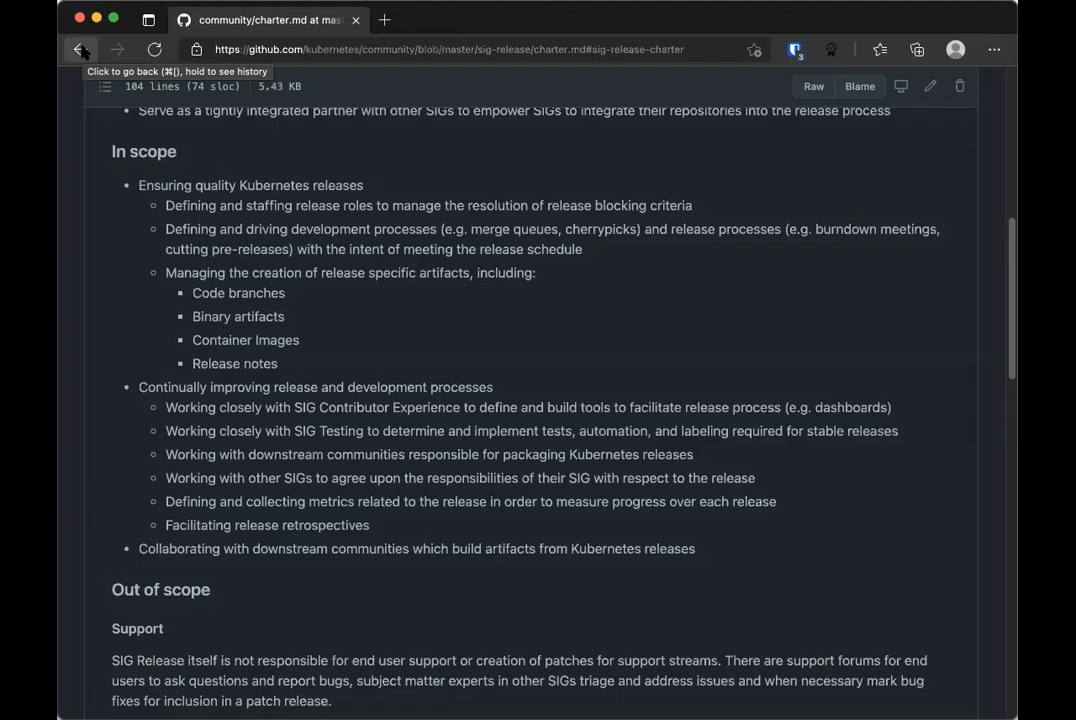 community/charter.md at mas
https://github.com/kubernetes/community/blob/master/sig-release/charter.md#sig-release-charter
3
Click to go back (⌘[), hold to see history
104 lines (74 sloc) | 5.43 KB
Raw
Blame
• Serve as a tightly integrated partner with other SIGs to empower SIGs to integrate their repositories into the release process
In scope
• Ensuring quality Kubernetes releases
◦ Defining and staffing release roles to manage the resolution of release blocking criteria
◦ Defining and driving development processes (e.g. merge queues, cherrypicks) and release processes (e.g. burndown meetings,
cutting pre-releases) with the intent of meeting the release schedule
◦ Managing the creation of release specific artifacts, including:
▪ Code branches
▪ Binary artifacts
▪ Container Images
▪ Release notes
• Continually improving release and development processes
◦ Working closely with SIG Contributor Experience to define and build tools to facilitate release process (e.g. dashboards)
◦ Working closely with SIG Testing to determine and implement tests, automation, and labeling required for stable releases
◦ Working with downstream communities responsible for packaging Kubernetes releases
◦ Working with other SIGs to agree upon the responsibilities of their SIG with respect to the release
◦ Defining and collecting metrics related to the release in order to measure progress over each release
◦ Facilitating release retrospectives
• Collaborating with downstream communities which build artifacts from Kubernetes releases
Out of scope
Support
SIG Release itself is not responsible for end user support or creation of patches for support streams. There are support forums for end
users to ask questions and report bugs, subject matter experts in other SIGs triage and address issues and when necessary mark bug
fixes for inclusion in a patch release.